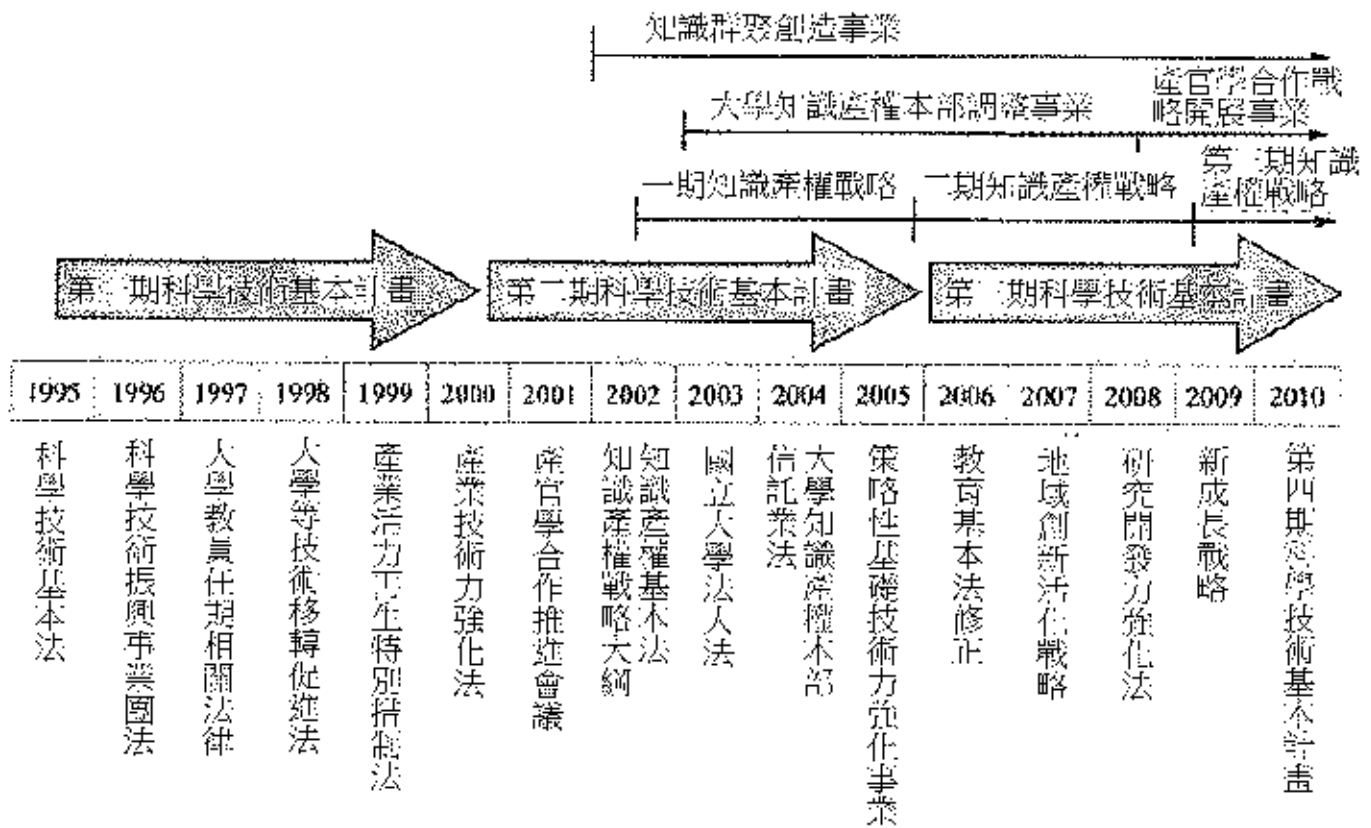 知識群聚創造事業
產官學合作戰
略開展事業
大學知識產權本部調整事業
一期知識產權戰略
二期知識產權戰略
第三期知識
產權戰略
第一期科學技術基本計畫
第二期科學技術基本計畫
第三期科學技術基本計畫
1995
1996
1997
1998
1999
2000
2001
2002
2003
2004
2005
2006
2007
2008
2009
2010
科學技術基本法
科學技術振興事業團法
大學教員任期相關法律
大學等技術移轉促進法
產業活力再生特別措制法
產業技術力強化法
產官學合作推進會議
知識產權基本法
知識產權戰略大綱
國立大學法人法
大學知識產權本部
信託業法
策略性基礎技術力強化事業
教育基本法修正
地域創新活化戰略
研究開發力強化法
新成長戰略
第四期科學技術基本計畫